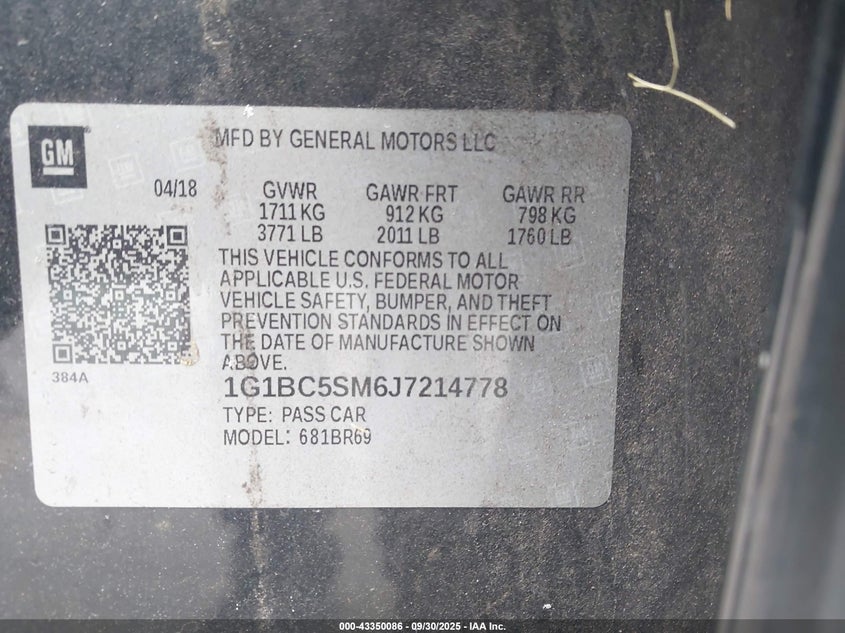 MFD BY GENERAL MOTORS LLC
GM
04/18 GVWR GAWR FRT GAWR RR
1711 KG 912 KG 798 KG
3771 LB 2011 LB 1760 LB
THIS VEHICLE CONFORMS TO ALL
APPLICABLE U.S. FEDERAL MOTOR
VEHICLE SAFETY, BUMPER, AND THEFT
PREVENTION STANDARDS IN EFFECT ON
THE DATE OF MANUFACTURE SHOWN
ABOVE.
384A
1G1BC5SM6J7214778
TYPE: PASS CAR
MODEL: 681BR69
000-43350086 - 09/30/2025 - IAA Inc.